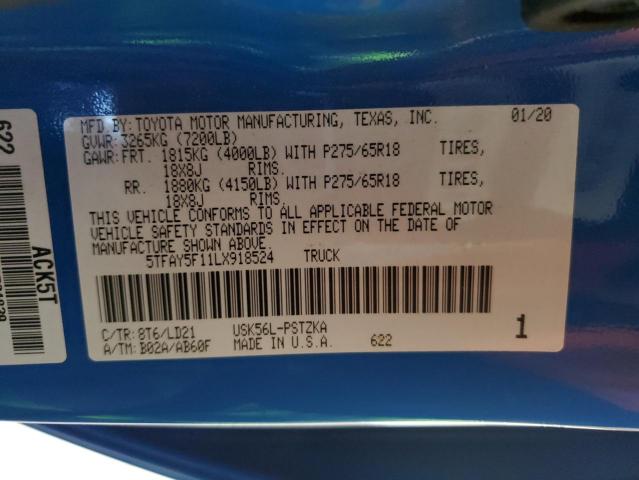 MFD BY: TOYOTA MOTOR MANUFACTURING, TEXAS, INC. 01/20
GVWR: 3265KG (7200LB)
GAWR: FRT. 1815KG (4000LB) WITH P275/65R18 TIRES,
18X8J RIMS.
RR. 1880KG (4150LB) WITH P275/65R18 TIRES,
18X8J RIMS.
THIS VEHICLE CONFORMS TO ALL APPLICABLE FEDERAL MOTOR
VEHICLE SAFETY STANDARDS IN EFFECT ON THE DATE OF
MANUFACTURE SHOWN ABOVE.
5TFAY5F11LX918524 TRUCK
C/TR: 8T6/LD21 USK56L-PSTZKA
A/TM: B02A/AB60F MADE IN U.S.A. 622
1
622
ACK5T